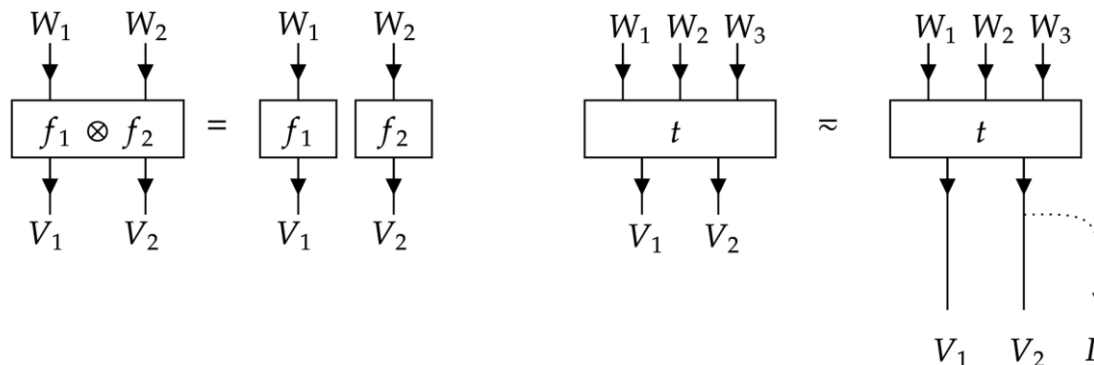 W₁ W₂ W₁ W₂ W₁ W₂ W₃ W₁ W₂ W₃
f₁ ⊗ f₂ = f₁ f₂ t ≂ t
V₁ V₂ V₁ V₂ V₁ V₂
V₁ V₂